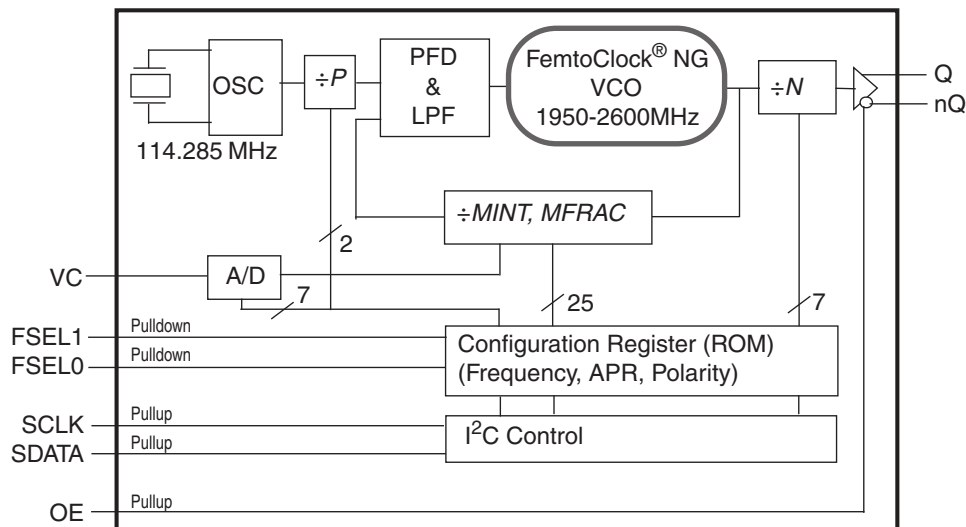 OSC
114.285 MHz
÷P
PFD
&
LPF
FemtoClock® NG
VCO
1950-2600MHz
÷N
Q
nQ
÷MINT, MFRAC
2
VC
A/D
7
25
7
FSEL1
Pulldown
FSEL0
Pulldown
Configuration Register (ROM)
(Frequency, APR, Polarity)
SCLK
Pullup
SDATA
Pullup
I²C Control
OE
Pullup